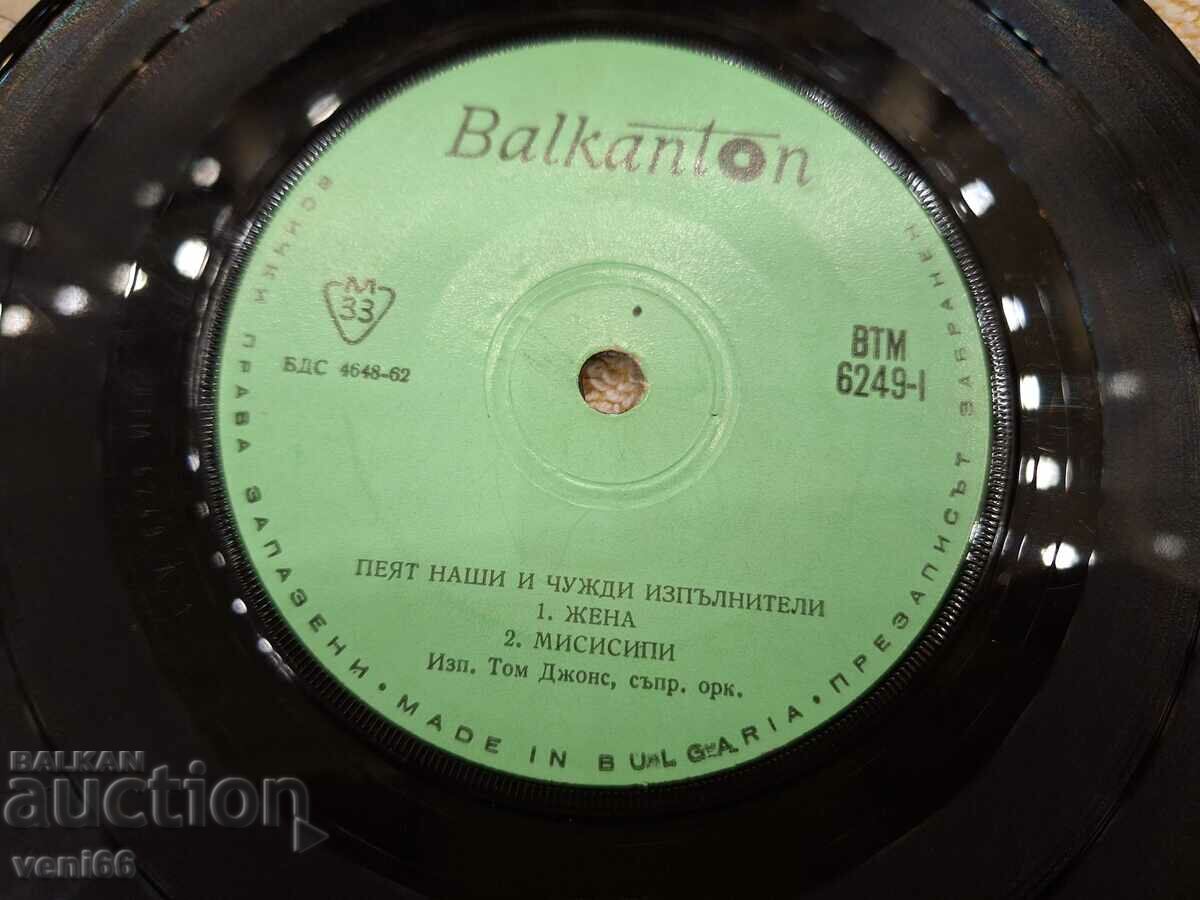 Balkanton
М
33
БДС 4648-62
ВТМ
6249-I
ПЕЯТ НАШИ И ЧУЖДИ ИЗПЪЛНИТЕЛИ
1. ЖЕНА
2. МИСИСИПИ
Изп. Том Джонс, съпр. орк.
ВСИЧКИ ПРАВА ЗАПАЗЕНИ • MADE IN BULGARIA • ПРЕЗАПИСЪТ ЗАБРАНЕН
BALKAN
auction
veni66